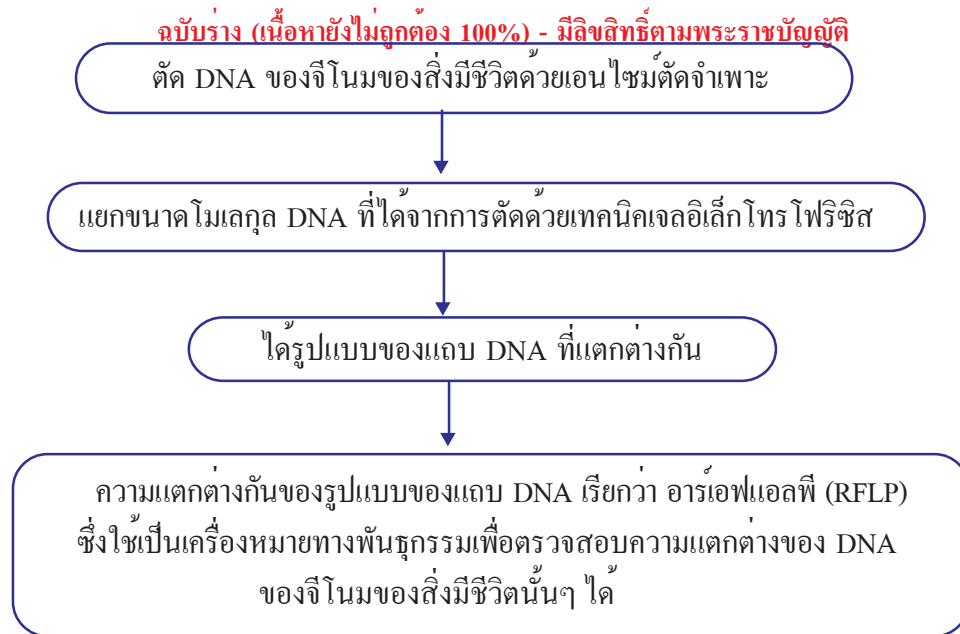 ฉบับร่าง (เนื้อหายังไม่ถูกต้อง 100%) - มีลิขสิทธิ์ตามพระราชบัญญัติ
ตัด DNA ของจีโนมของสิ่งมีชีวิตด้วยเอนไซม์ตัดจำเพาะ
แยกขนาดโมเลกุล DNA ที่ได้จากการตัดด้วยเทคนิคเจลอิเล็กโทรโฟริซิส
ได้รูปแบบของแถบ DNA ที่แตกต่างกัน
ความแตกต่างกันของรูปแบบของแถบ DNA เรียกว่า อาร์เอฟแอลพี (RFLP)
ซึ่งใช้เป็นเครื่องหมายทางพันธุกรรมเพื่อตรวจสอบความแตกต่างของ DNA
ของจีโนมของสิ่งมีชีวิตนั้นๆ ได้